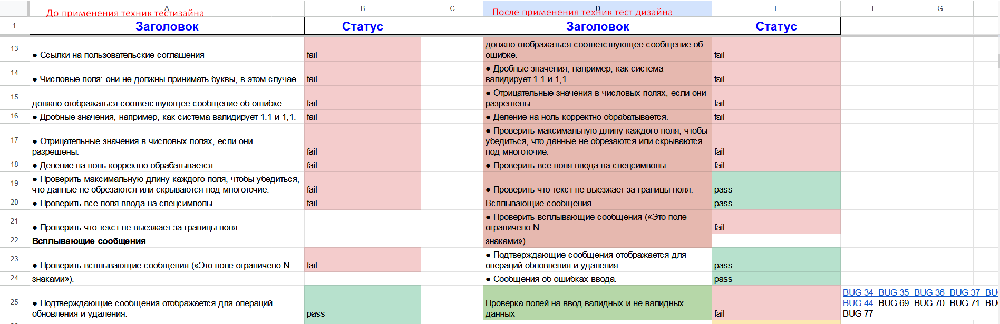 A B C D E F G
До применения техник тестизайна
После применения техник тест дизайна
1 Заголовок Статус Заголовок Статус
должно отображаться соответствующее сообщение об
13 ● Ссылки на пользовательские соглашения fail ошибке. fail
● Дробные значения, например, как система
14 ● Числовые поля: они не должны принимать буквы, в этом случае fail валидирует 1.1 и 1,1. fail
● Отрицательные значения в числовых полях, если они
15 должно отображаться соответствующее сообщение об ошибке. fail разрешены. fail
16 ● Дробные значения, например, как система валидирует 1.1 и 1,1. fail ● Деление на ноль корректно обрабатывается. fail
● Проверить максимальную длину каждого поля, чтобы
17 ● Отрицательные значения в числовых полях, если они убедиться, что данные не обрезаются или скрываются
разрешены. fail под многоточие. fail
18 ● Деление на ноль корректно обрабатывается. fail ● Проверить все поля ввода на спецсимволы. fail
19 ● Проверить максимальную длину каждого поля, чтобы убедиться,
что данные не обрезаются или скрываются под многоточие. fail ● Проверить что текст не выезжает за границы поля. pass
20 ● Проверить все поля ввода на спецсимволы. fail Всплывающие сообщения pass
● Проверить всплывающие сообщения («Это поле
21 ● Проверить что текст не выезжает за границы поля. ограничено N fail
22 Всплывающие сообщения знаками»).
● Подтверждающие сообщения отображается для
23 ● Проверить всплывающие сообщения («Это поле ограничено N fail операций обновления и удаления. pass
24 знаками»). ● Сообщения об ошибках ввода. pass
BUG 34 BUG 35 BUG 36 BUG 37 BU
25 ● Подтверждающие сообщения отображается для операций Проверка полей на ввод валидных и не валидных BUG 44 BUG 69 BUG 70 BUG 71 BU
обновления и удаления. pass данных fail BUG 77